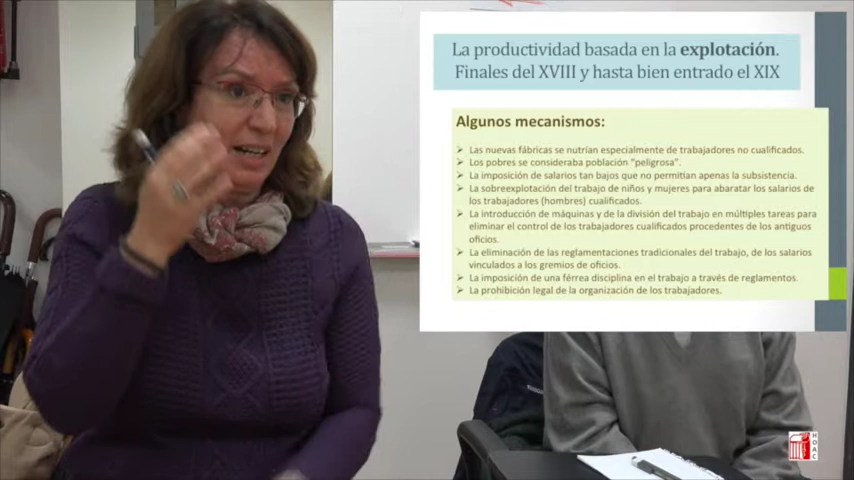 La productividad basada en la explotación.
Finales del XVIII y hasta bien entrado el XIX
Algunos mecanismos:
Las nuevas fábricas se nutrían especialmente de trabajadores no cualificados.
Los pobres se consideraba población "peligrosa".
La imposición de salarios tan bajos que no permitían apenas la subsistencia.
La sobreexplotación del trabajo de niños y mujeres para abaratar los salarios de
los trabajadores (hombres) cualificados.
La introducción de máquinas y de la división del trabajo en múltiples tareas para
eliminar el control de los trabajadores cualificados procedentes de los antiguos
oficios.
La eliminación de las reglamentaciones tradicionales del trabajo, de los salarios
vinculados a los gremios de oficios.
La imposición de una férrea disciplina en el trabajo a través de reglamentos.
La prohibición legal de la organización de los trabajadores.
HOAC